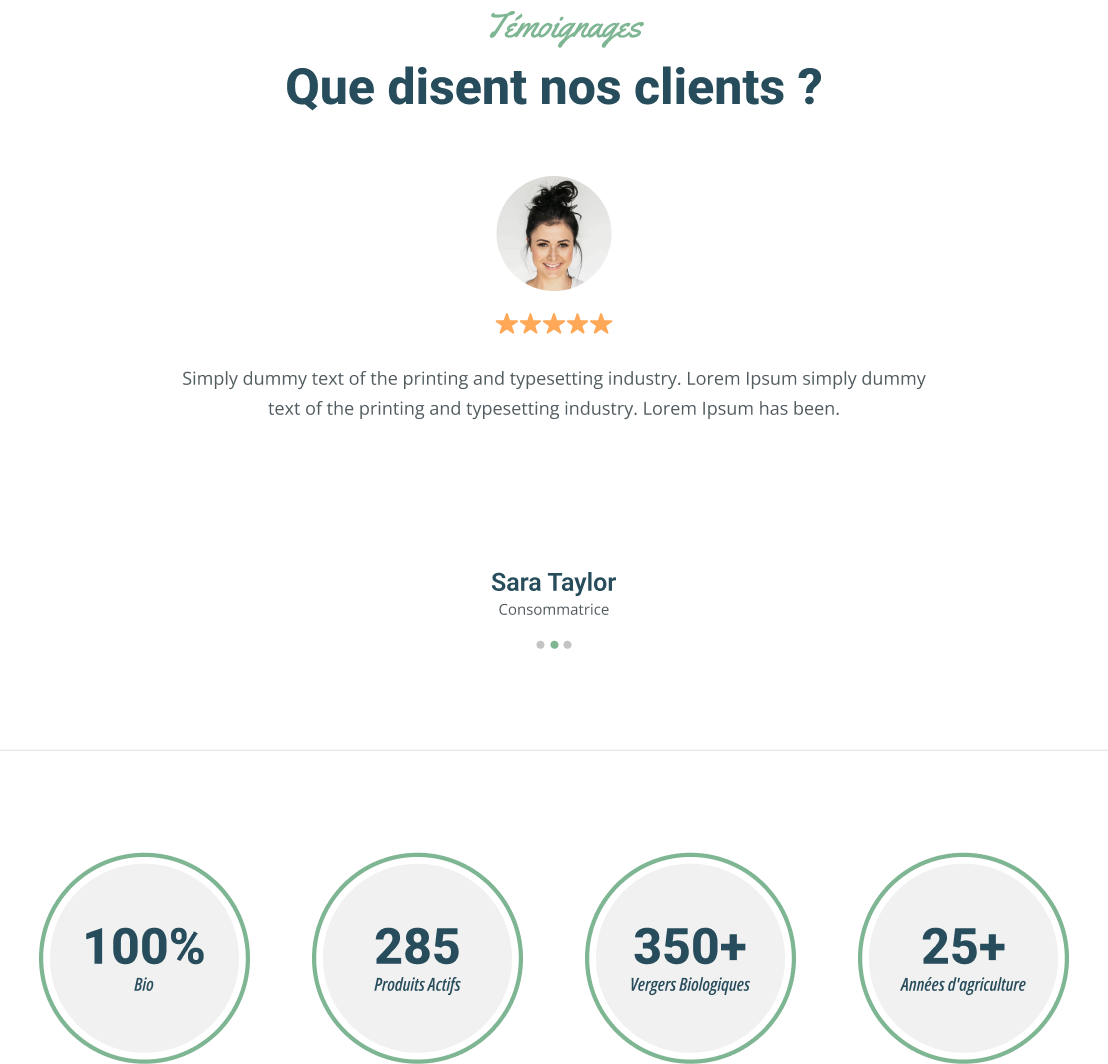 Témoignages
Que disent nos clients ?
Simply dummy text of the printing and typesetting industry. Lorem Ipsum simply dummy
text of the printing and typesetting industry. Lorem Ipsum has been.
Sara Taylor
Consommatrice
100%
Bio
285
Produits Actifs
350+
Vergers Biologiques
25+
Années d'agriculture